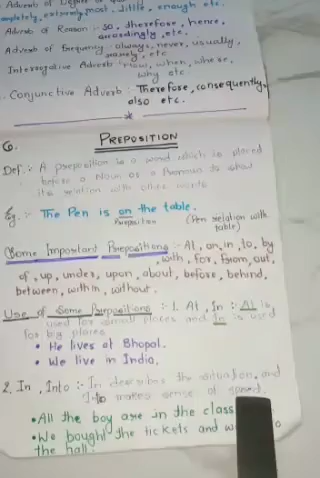 Adverb of Degree
completely, extremely, most, little, enough etc.
Adverb of Reason :- so, therefore, hence,
accordingly, etc.
Adverb of Frequency :- always, never, usually,
rarely, etc.
Interrogative Adverb : How, when, where,
why etc.
Conjunctive Adverb : Therefore, consequently,
also etc.
6. PREPOSITION
Def :- A preposition is a word which is placed
before a Noun or a Pronoun to show
its relation with other words
Eg. :- The Pen is on the table.
Preposition (Pen relation with
table)
Some Important Prepositions :- At, on, in, to, by
with, for, from, out,
of, up, under, upon, about, before, behind,
between, within, without.
Use of Some Prepositions :- 1. At, In :- At is
used for small places and In is used
for big places
• He lives at Bhopal.
• We live in India.
2. In, Into :- In describes the situation, and
Into makes sense of speed.
• All the boy are in the class
• We bought the tickets and
the hall.